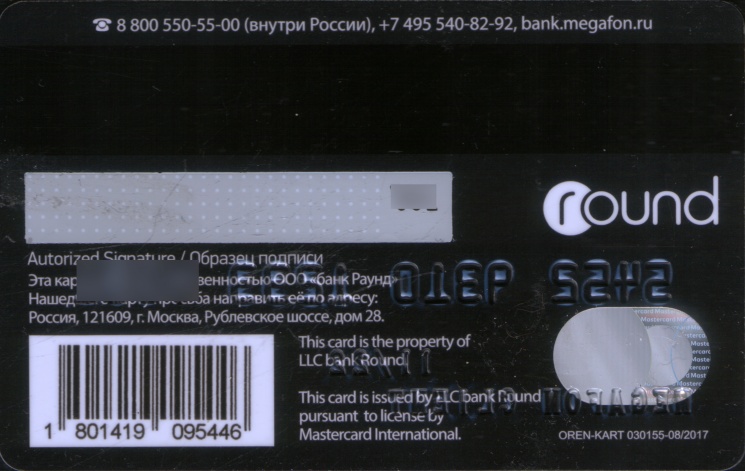 ☎ 8 800 550-55-00 (внутри России), +7 495 540-82-92, bank.megafon.ru
round
Autorized Signature / Образец подписи
Эта венностью ООО «банк Раунд»
направить её по адресу:
Россия, 121609, г. Москва, Рублевское шоссе, дом 28.
This card is the property of
LLC bank Round.
This card is issued by LLC bank Round
pursuant to license by
Mastercard International.
1 801419 095446
OREN-KART 030155-08/2017